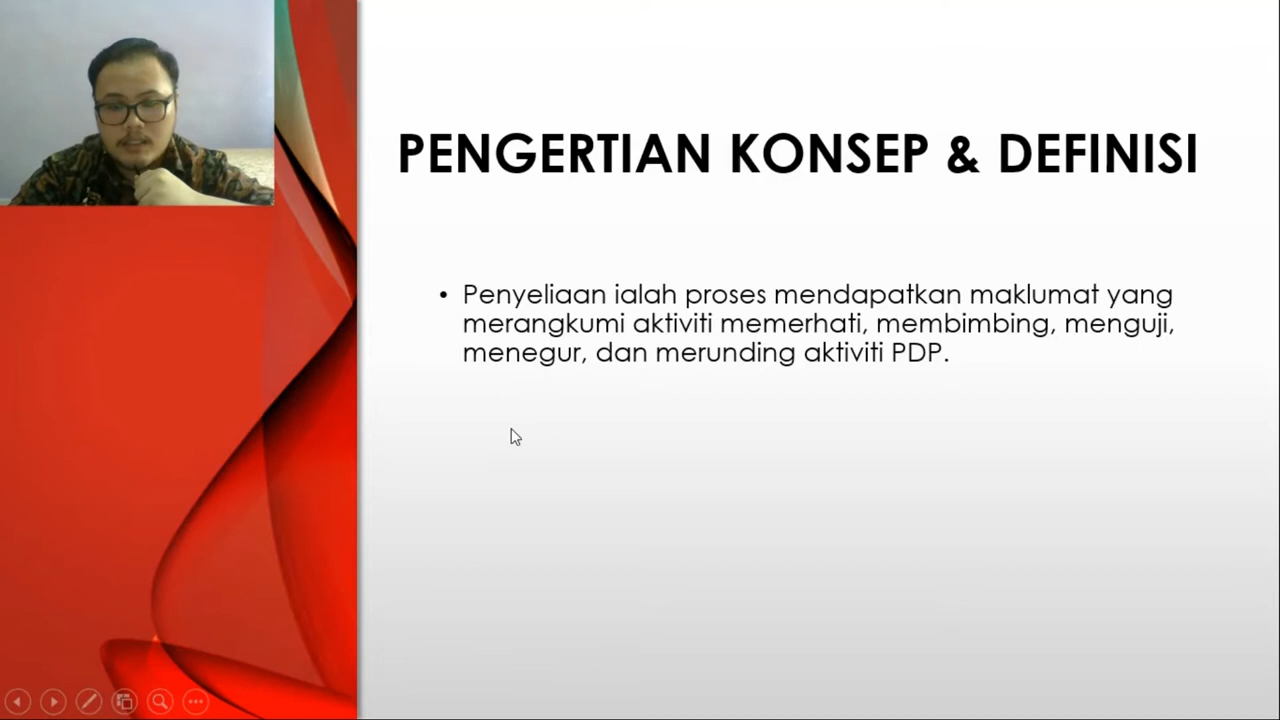 PENGERTIAN KONSEP & DEFINISI
• Penyeliaan ialah proses mendapatkan maklumat yang
merangkumi aktiviti memerhati, membimbing, menguji,
menegur, dan merunding aktiviti PDP.